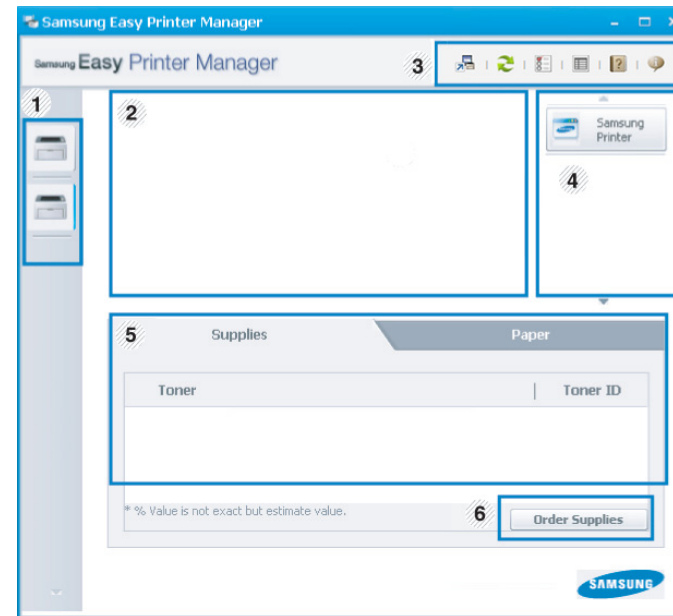 Samsung Easy Printer Manager
Samsung Easy Printer Manager
3
1
2
Samsung
Printer
4
5
Supplies
Paper
Toner
Toner ID
* % Value is not exact but estimate value.
6
Order Supplies
SAMSUNG